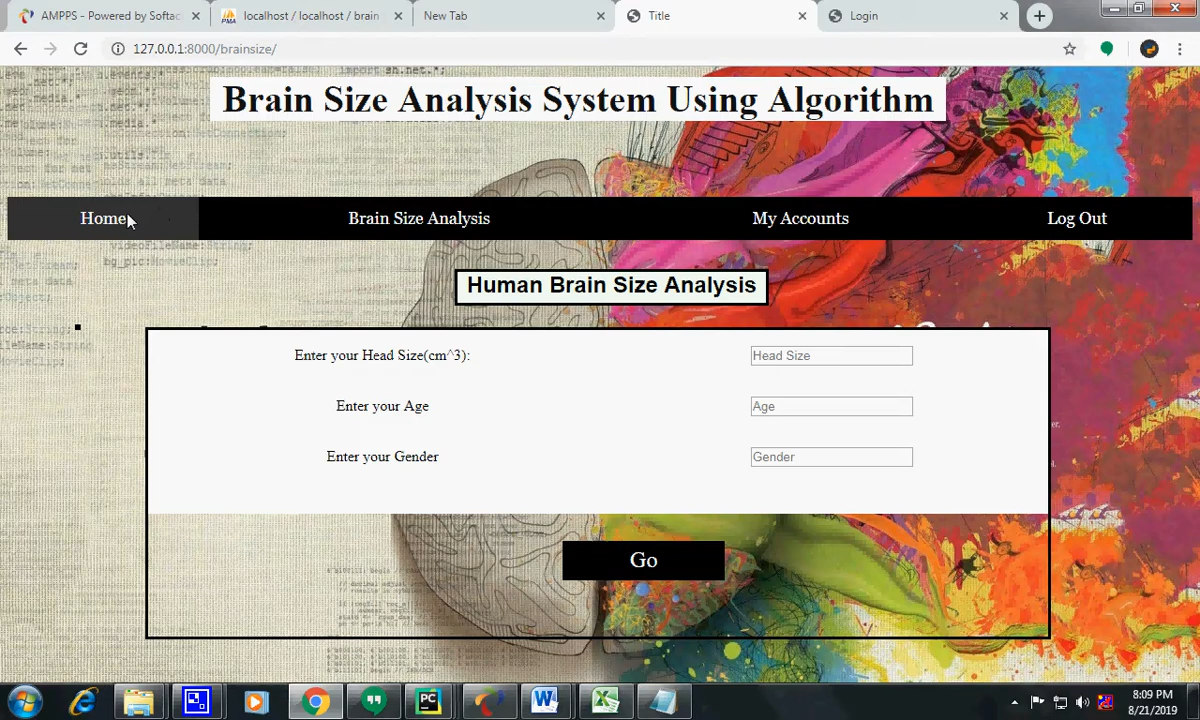 AMPPS - Powered by Softac
localhost / localhost / brain
New Tab
Title
Login
127.0.0.1:8000/brainsize/
Brain Size Analysis System Using Algorithm
Home
Brain Size Analysis
My Accounts
Log Out
Human Brain Size Analysis
Enter your Head Size(cm^3):
Head Size
Enter your Age
Age
Enter your Gender
Gender
Go
8:09 PM
8/21/2019